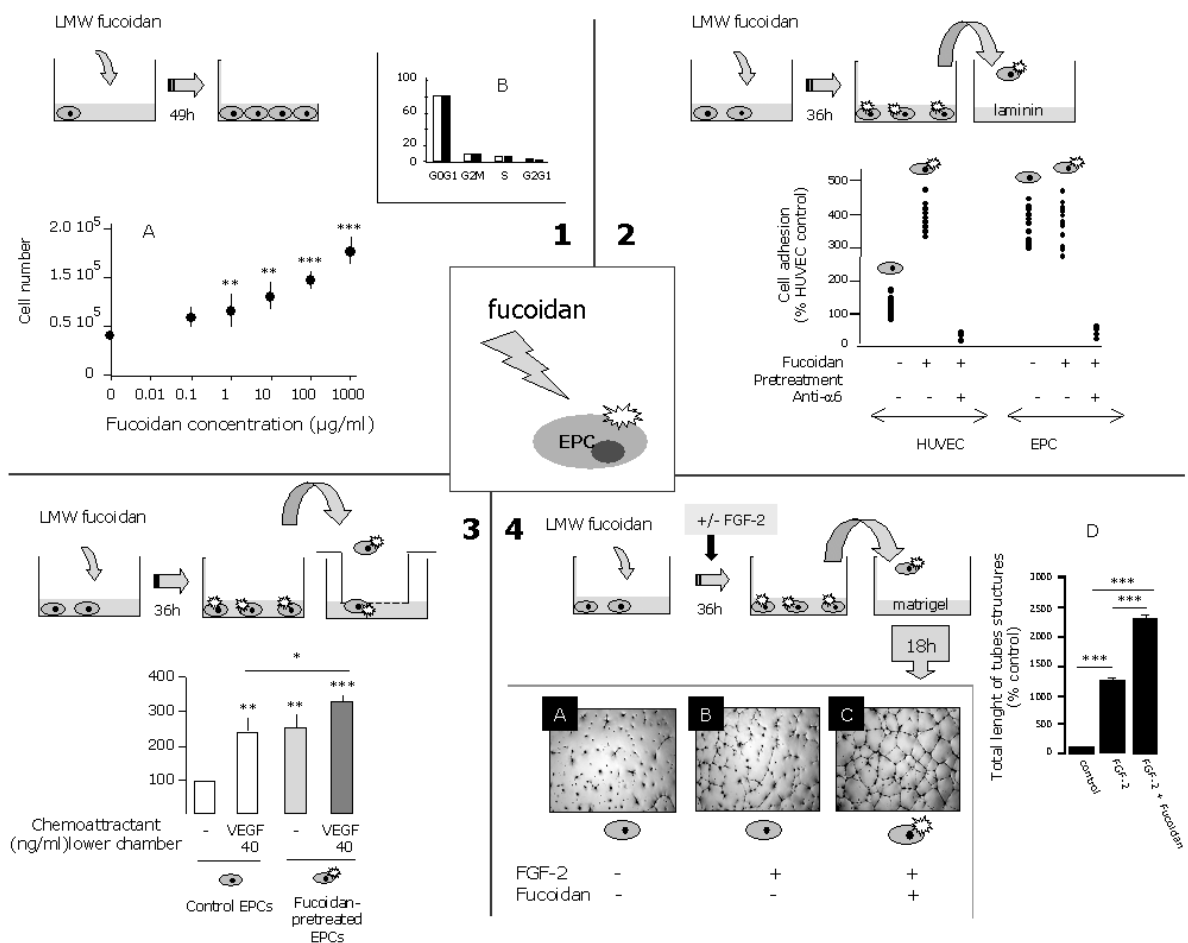 LMW fucoidan
49h
B
100
80
60
40
20
0
G0G1 G2M S G2G1
A
2.0 10⁵
1.5 10⁵
0.5 10⁵
0
Cell number
** ** *** ***
0 0.01 0.1 1 10 100 1000
Fucoidan concentration (µg/ml)
1
2
LMW fucoidan
36h
laminin
500
400
300
200
100
0
Cell adhesion
(% HUVEC control)
Fucoidan - + + - + +
Pretreatment
Anti-α6 - - + - - +
HUVEC EPC
fucoidan
EPC
3
LMW fucoidan
36h
400
300
200
100
*
** ** ***
Chemoattractant - VEGF - VEGF
(ng/ml)lower chamber 40 40
Control EPCs
Fucoidan-
pretreated
EPCs
4
LMW fucoidan
+/- FGF-2
36h
matrigel
18h
A B C
FGF-2 - + +
Fucoidan - - +
D
Total lenght of tubes structures
(% control)
3000
2500
2000
1500
1000
500
0
***
***
***
control
FGF-2
FGF-2 + Fucoidan